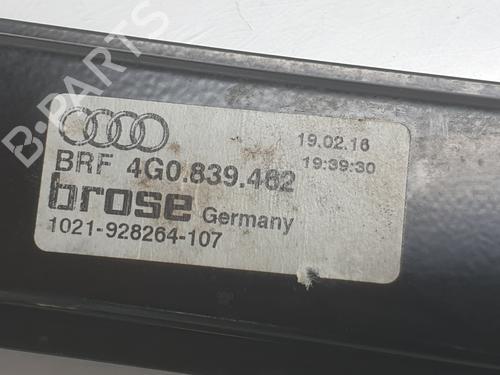 B-PARTS
19.02.16
BRF 4G0.839.462
19:39:30
brose Germany
1021-928264-107